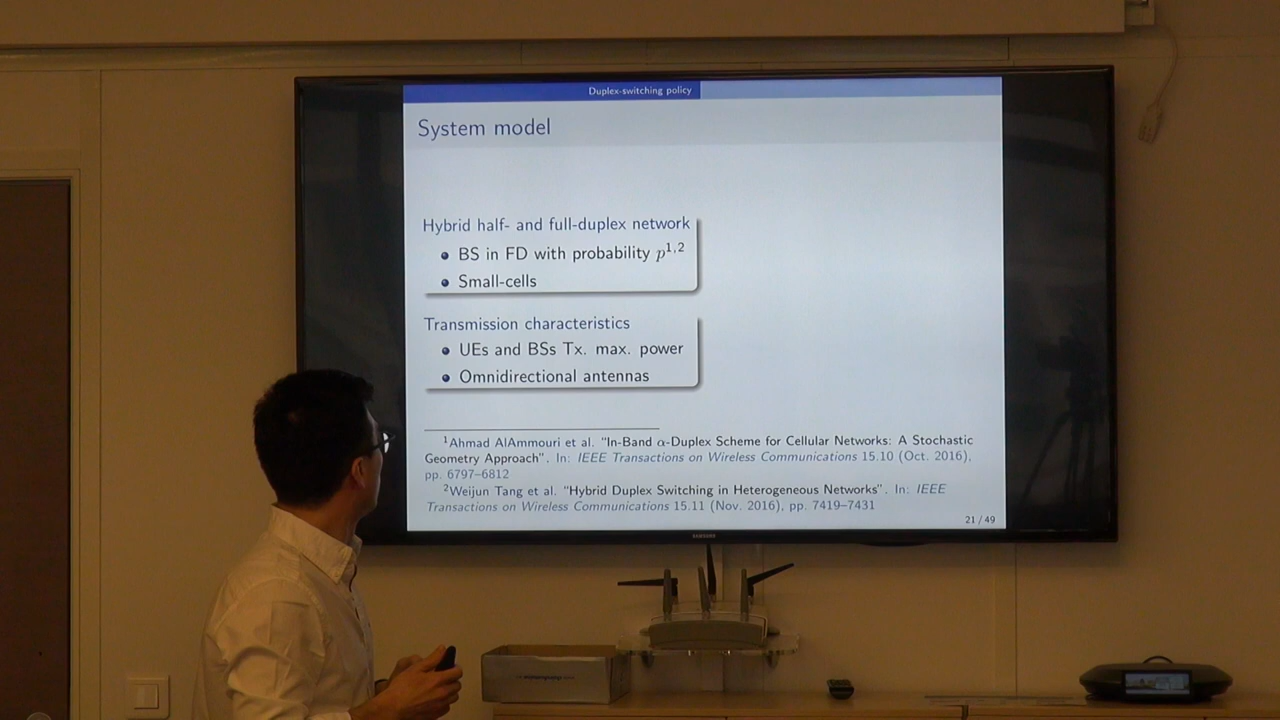 Duplex-switching policy
System model
Hybrid half- and full-duplex network
BS in FD with probability p¹,²
Small-cells
Transmission characteristics
UEs and BSs Tx. max. power
Omnidirectional antennas
¹Ahmad AlAmmouri et al. "In-Band α-Duplex Scheme for Cellular Networks: A Stochastic
Geometry Approach". In: IEEE Transactions on Wireless Communications 15.10 (Oct. 2016),
pp. 6797–6812
²Weijun Tang et al. "Hybrid Duplex Switching in Heterogeneous Networks". In: IEEE
Transactions on Wireless Communications 15.11 (Nov. 2016), pp. 7419–7431
21 / 49
SAMSUNG